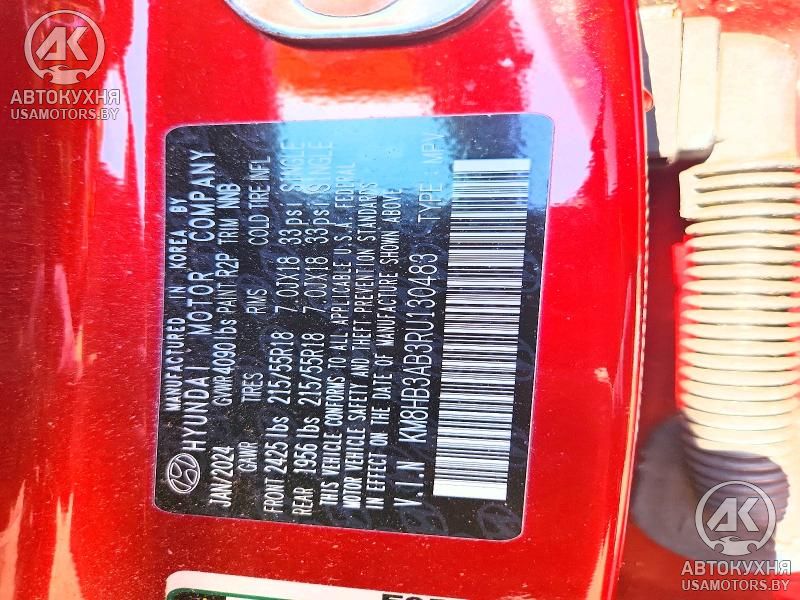 MANUFACTURED IN KOREA BY
HYUNDAI MOTOR COMPANY
JAN/2024 GVWR 4090 lbs PAINT R2P TRIM NNB
GAWR TIRES RIMS COLD TIRE INFL
FRONT 2425 lbs 215/55R18 7.0JX18 33 psi/SINGLE
REAR 1956 lbs 215/55R18 7.0JX18 33 psi/SINGLE
THIS VEHICLE CONFORMS TO ALL APPLICABLE U.S.A. FEDERAL
MOTOR VEHICLE SAFETY AND THEFT PREVENTION STANDARDS
IN EFFECT ON THE DATE OF MANUFACTURE SHOWN ABOVE
V.I.N KM8HB3AB3RU130483 TYPE: MPV
АК
АВТОКУХНЯ
USAMOTORS.BY
АК
АВТОКУХНЯ
USAMOTORS.BY